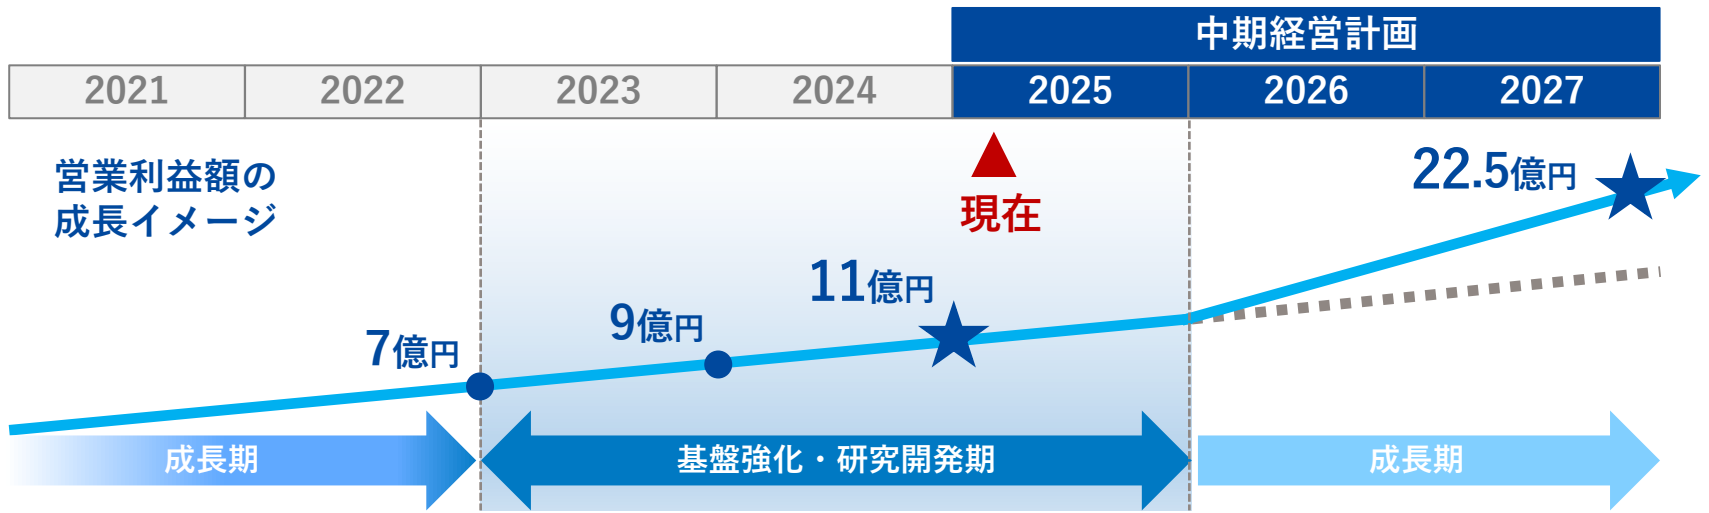 中期経営計画
2021
2022
2023
2024
2025
2026
2027
営業利益額の
成長イメージ
現在
7億円
9億円
11億円
22.5億円
成長期
基盤強化・研究開発期
成長期